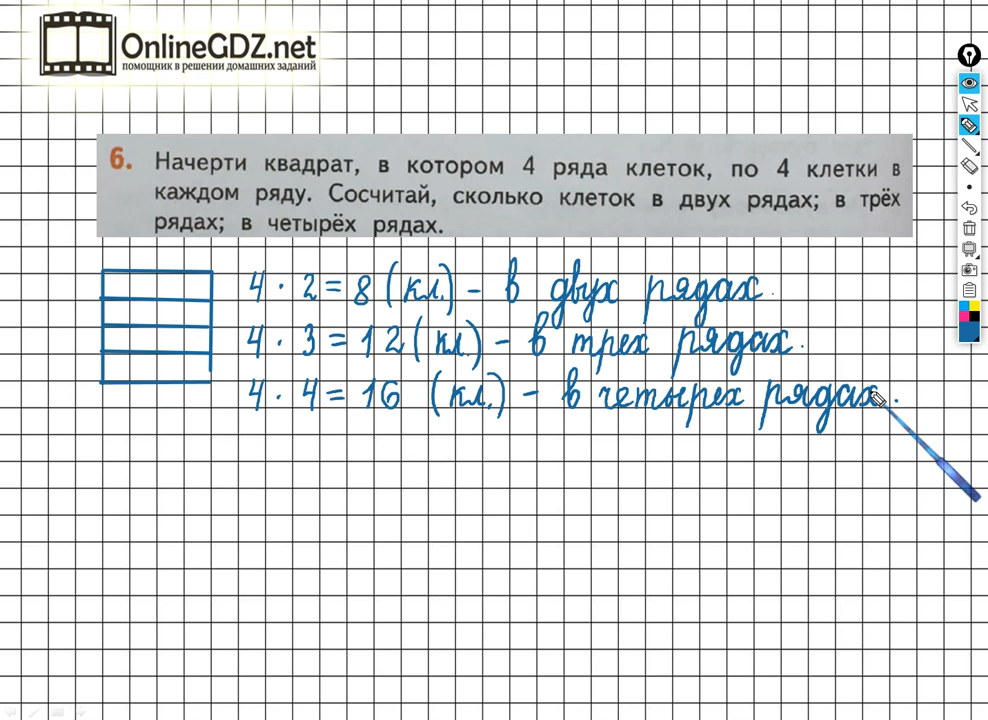 OnlineGDZ.net
помощник в решении домашних заданий
6. Начерти квадрат, в котором 4 ряда клеток, по 4 клетки в
каждом ряду. Сосчитай, сколько клеток в двух рядах; в трёх
рядах; в четырёх рядах.
4 · 2 = 8 (кл.) – в двух рядах.
4 · 3 = 12 (кл.) – в трех рядах.
4 · 4 = 16 (кл.) – в четырех рядах.